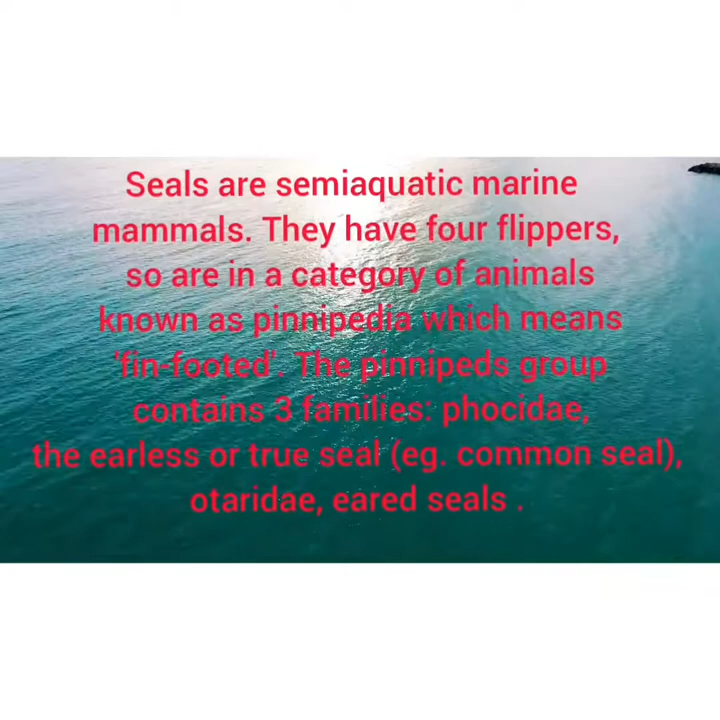 Seals are semiaquatic marine
mammals. They have four flippers,
so are in a category of animals
known as pinnipedia which means
'fin-footed'. The pinnipeds group
contains 3 families: phocidae,
the earless or true seal (eg. common seal),
otaridae, eared seals .